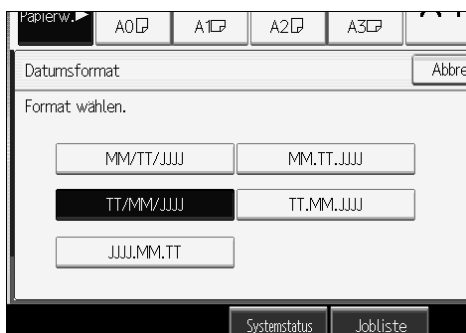 Papierw.▶ A0 A1 A2 A3
Datumsformat Abbre
Format wählen.
MM/TT/JJJJ MM.TT.JJJJ
TT/MM/JJJJ TT.MM.JJJJ
JJJJ.MM.TT
Systemstatus Jobliste